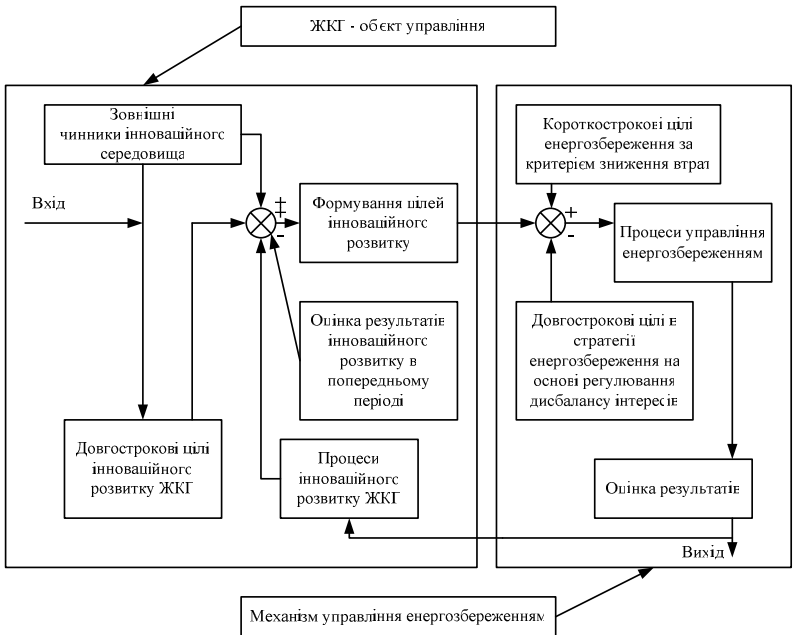 ЖКГ - обєкт управління
Зовнішні
чинники інноваційного
середовища
Вхід
+
+
-
Формування цілей
інноваційного
розвитку
Оцінка результатів
інноваційного
розвитку в
попередньому
періоді
Довгострокові цілі
інноваційного
розвитку ЖКГ
Процеси
інноваційного
розвитку ЖКГ
Короткострокові цілі
енергозбереження за
критерієм зниження втрат
+
-
Процеси управління
енергозбереженням
Довгострокові цілі в
стратегії
енергозбереження на
основі регулювання
дисбалансу інтересів
Оцінка результатів
Вихід
Механізм управління енергозбереженням